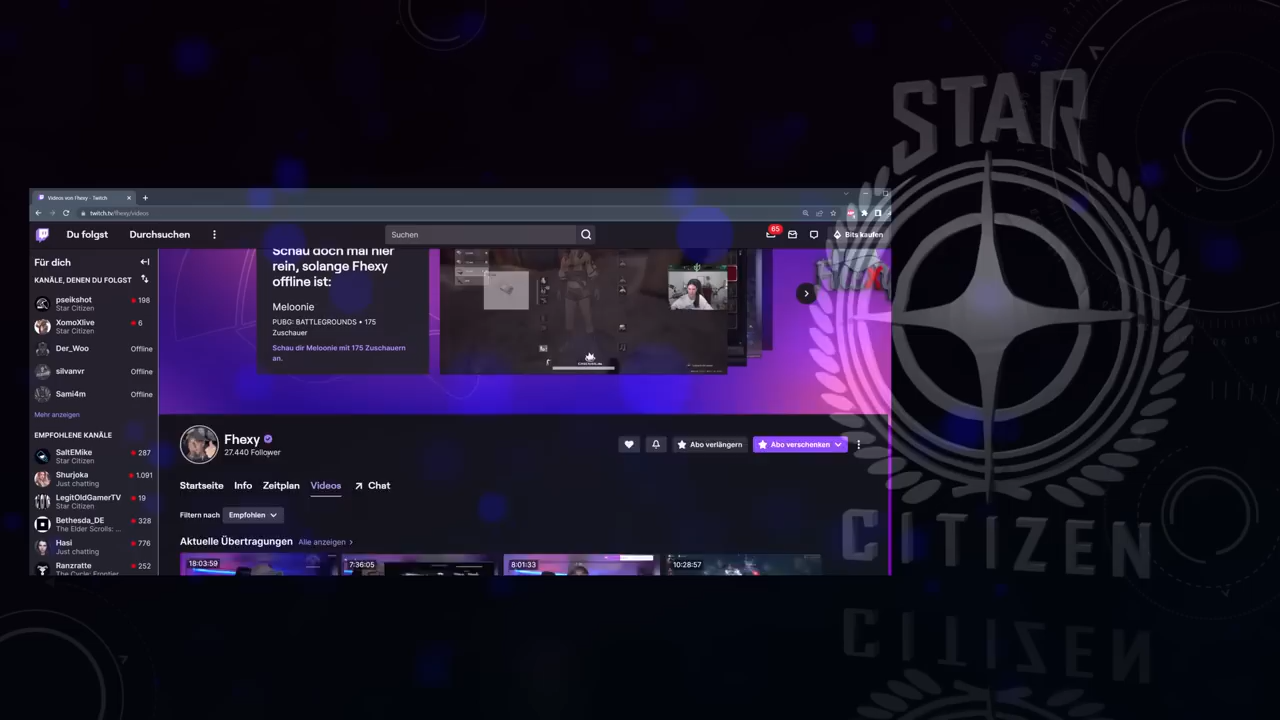 STAR
CITIZEN
Videos von Fhexy - Twitch
twitch.tv/fhexy/videos
Du folgst
Durchsuchen
Suchen
65
Bits kaufen
Für dich
KANÄLE, DENEN DU FOLGST
pseikshot
198
Star Citizen
XomoXlive
6
Star Citizen
Der_Woo
Offline
silvanvr
Offline
Sami4m
Offline
Mehr anzeigen
EMPFOHLENE KANÄLE
SaltEMike
287
Star Citizen
Shurjoka
1.091
Just chatting
LegitOldGamerTV
19
Star Citizen
Bethesda_DE
328
The Elder Scrolls: ...
Hasi
776
Just chatting
Ranzratte
252
The Cycle: Frontier
Schau doch mal hier
rein, solange Fhexy
offline ist:
Meloonie
PUBG: BATTLEGROUNDS • 175
Zuschauer
Schau dir Meloonie mit 175 Zuschauern
an.
Fhexy
27.440 Follower
Abo verlängern
Abo verschenken
Startseite
Info
Zeitplan
Videos
Chat
Filtern nach
Empfohlen
Aktuelle Übertragungen
Alle anzeigen
18:03:59
7:36:05
8:01:33
10:28:57